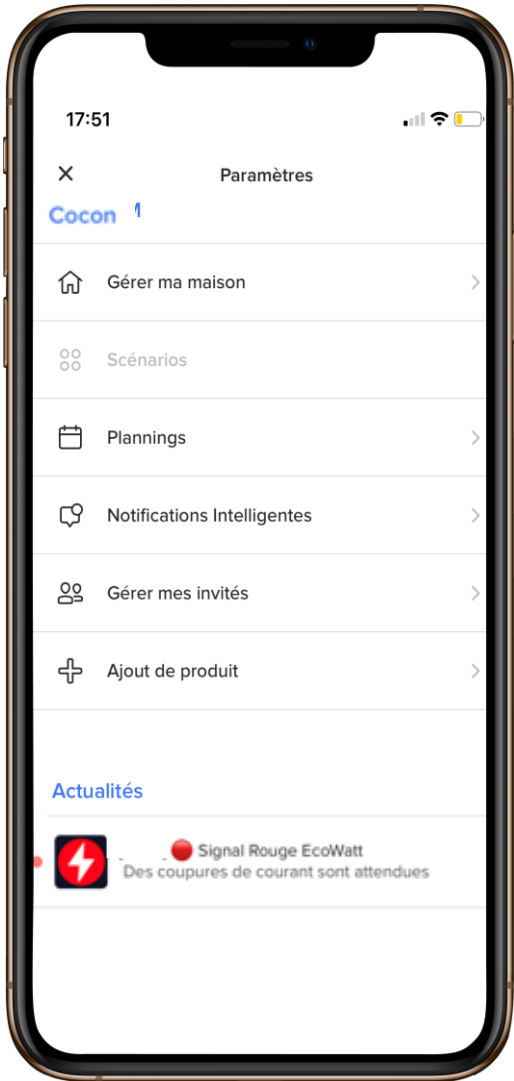 17:51
Paramètres
Cocon
Gérer ma maison
Scénarios
Plannings
Notifications Intelligentes
Gérer mes invités
Ajout de produit
Actualités
Signal Rouge EcoWatt
Des coupures de courant sont attendues